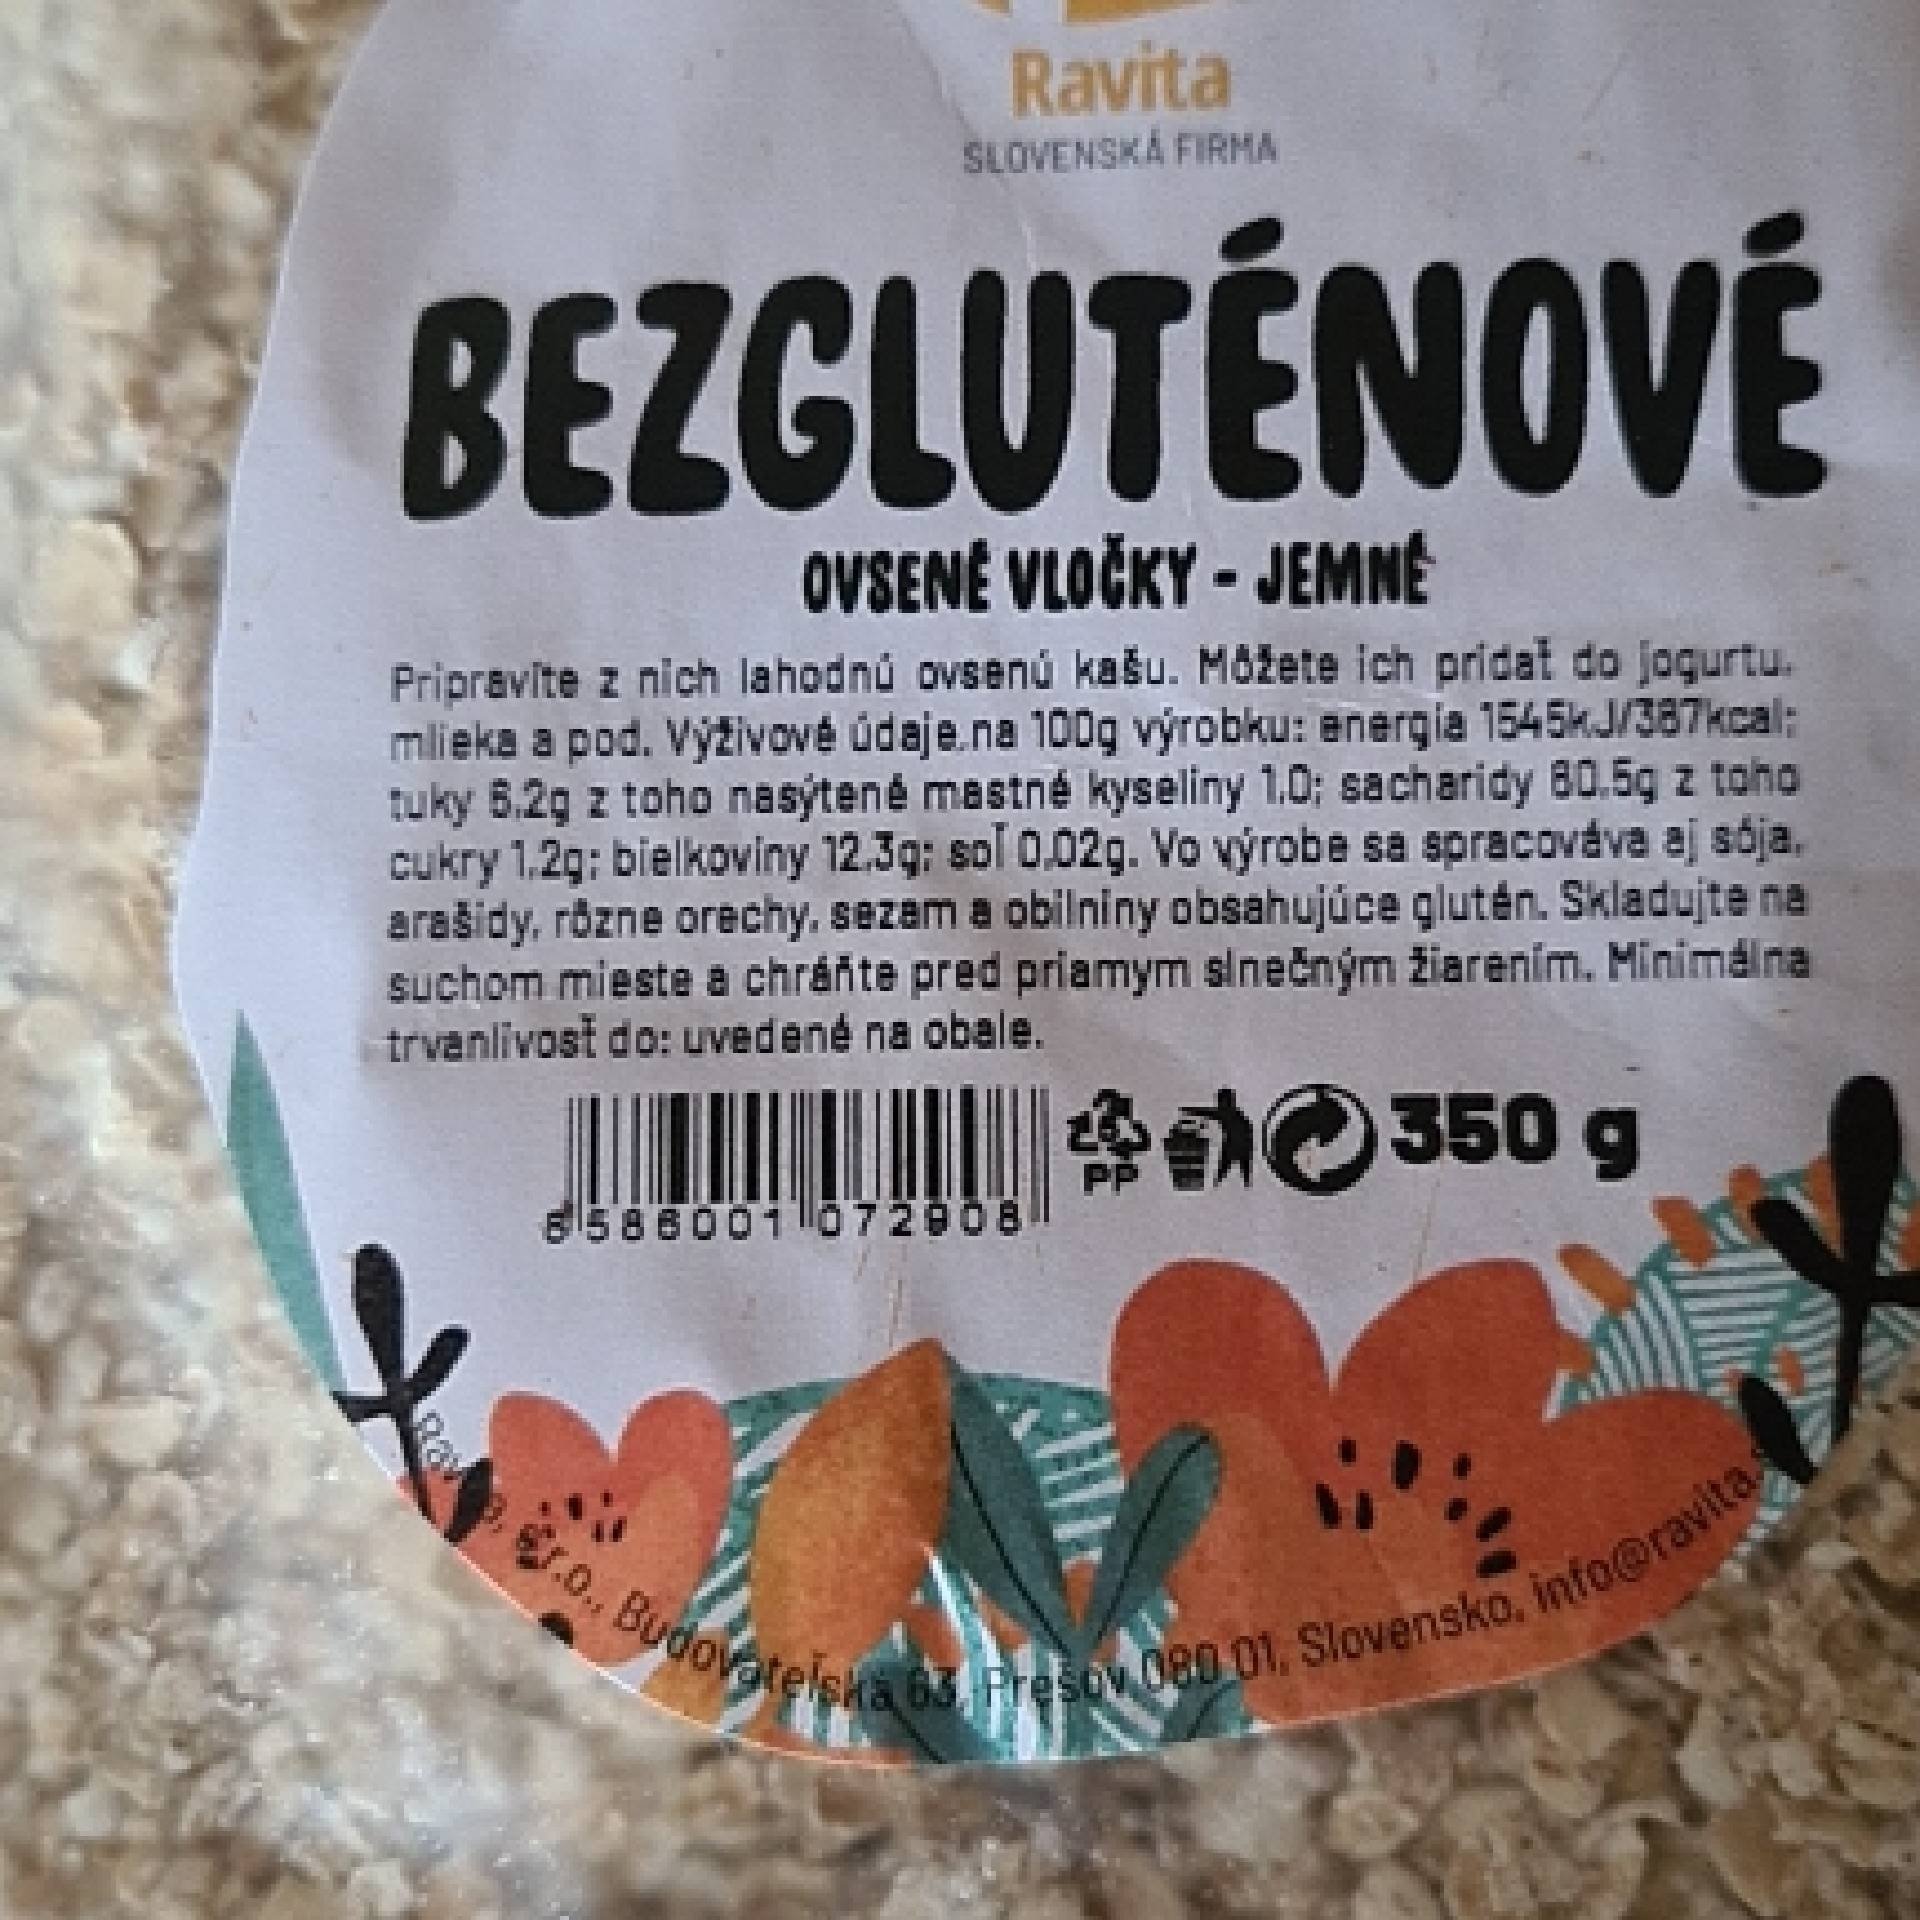 Ravita
SLOVENSKÁ FIRMA
BEZGLUTÉNOVÉ
OVSENÉ VLOČKY - JEMNÉ
Pripravíte z nich lahodnú ovsenú kašu. Môžete ich pridať do jogurtu,
mlieka a pod. Výživové údaje na 100g výrobku: energia 1545kJ/387kcal;
tuky 6.2g z toho nasýtené mastné kyseliny 1.0; sacharidy 60.5g z toho
cukry 1.2g; bielkoviny 12.3g; soľ 0,02g. Vo výrobe sa spracováva aj sója,
arašidy, rôzne orechy, sezam a obilniny obsahujúce glutén. Skladujte na
suchom mieste a chráňte pred priamym slnečným žiarením. Minimálna
trvanlivosť do: uvedené na obale.
5 PP 350 g
8 586001 072908
s.r.o., Budovateľská 63, Prešov 080 01, Slovensko, info@ravita.